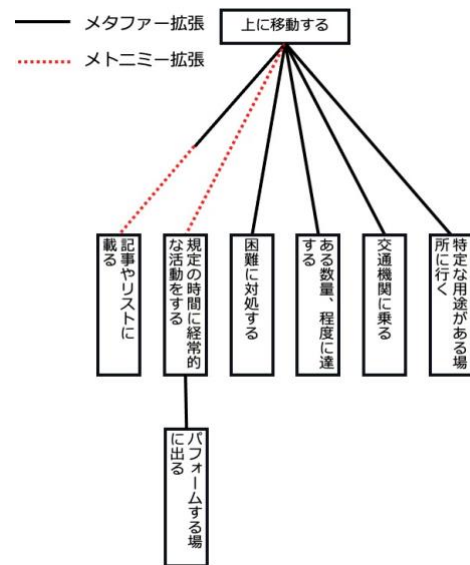 メタファー拡張
メトニミー拡張
上に移動する
記事やリストに
載る
規定の時間に経常的
な活動をする
困難に対処する
ある数量、程度に達
する
交通機関に乗る
特定な用途がある場
所に行く
パフォームする場
に出る